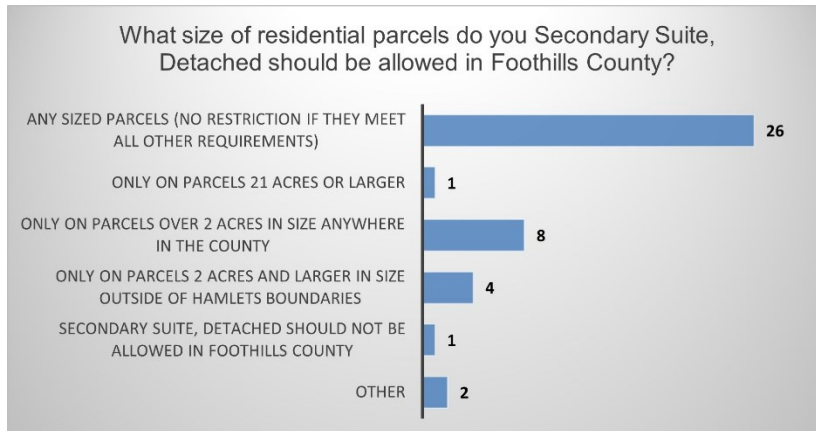 What size of residential parcels do you Secondary Suite,
Detached should be allowed in Foothills County?
ANY SIZED PARCELS (NO RESTRICTION IF THEY MEET
ALL OTHER REQUIREMENTS)
26
ONLY ON PARCELS 21 ACRES OR LARGER
1
ONLY ON PARCELS OVER 2 ACRES IN SIZE ANYWHERE
IN THE COUNTY
8
ONLY ON PARCELS 2 ACRES AND LARGER IN SIZE
OUTSIDE OF HAMLETS BOUNDARIES
4
SECONDARY SUITE, DETACHED SHOULD NOT BE
ALLOWED IN FOOTHILLS COUNTY
1
OTHER
2